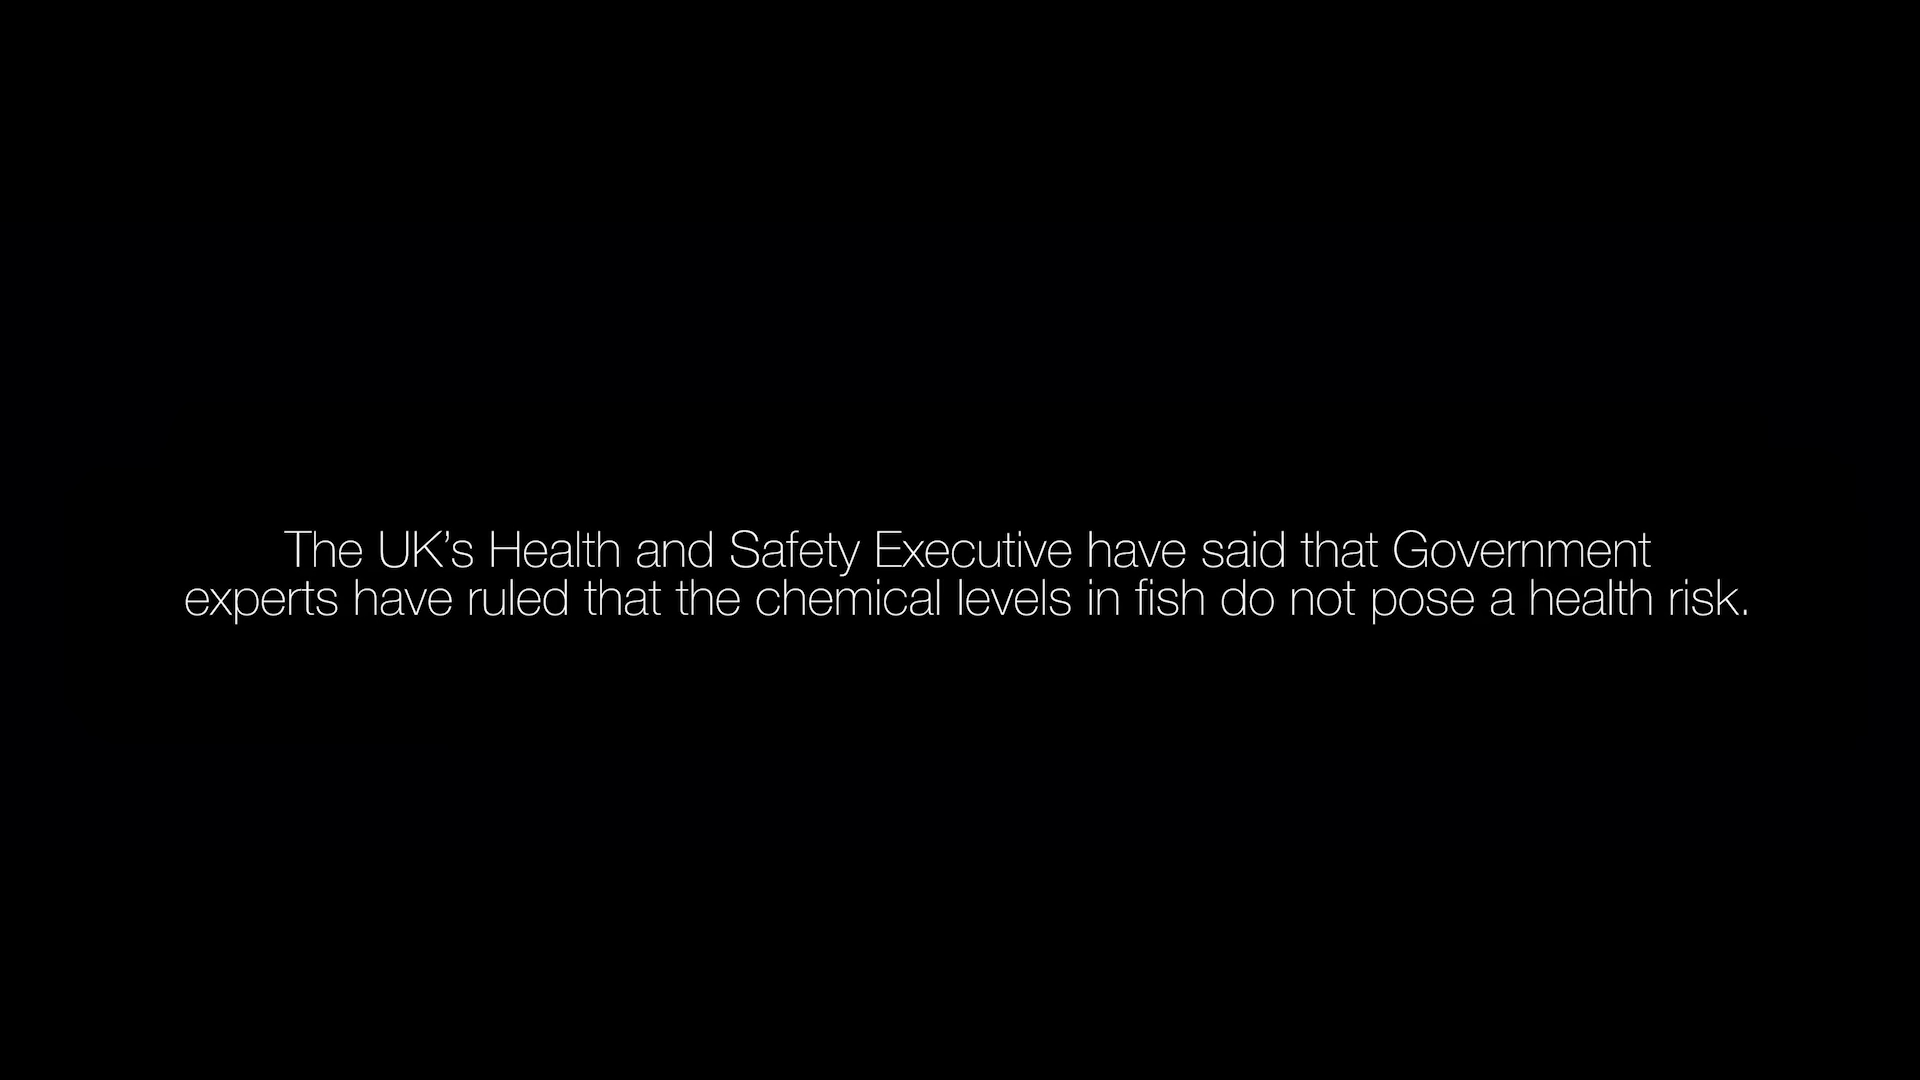 The UK’s Health and Safety Executive have said that Government
experts have ruled that the chemical levels in fish do not pose a health risk.